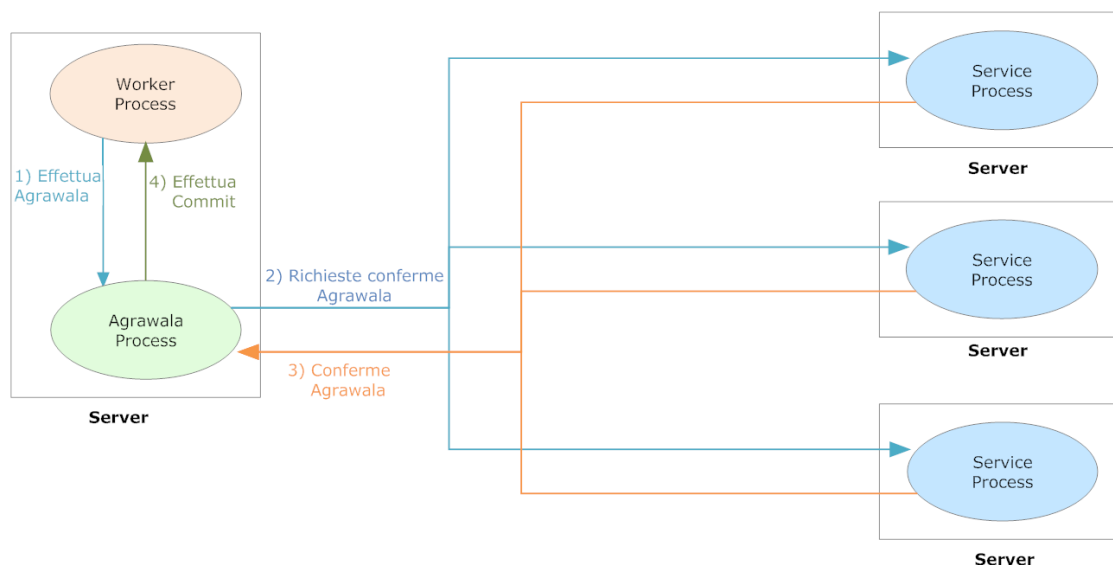 Worker
Process
1) Effettua
Agrawala
4) Effettua
Commit
Agrawala
Process
Server
2) Richieste conferme
Agrawala
3) Conferme
Agrawala
Service
Process
Server
Service
Process
Server
Service
Process
Server